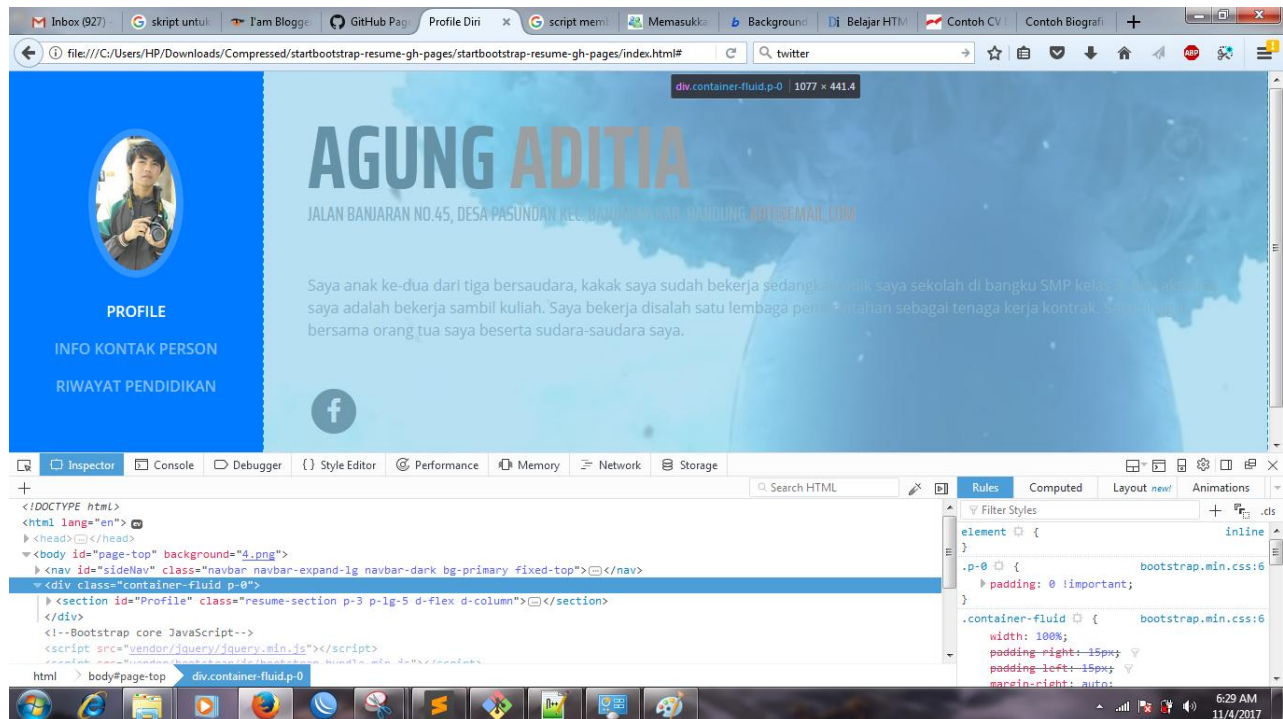 Inbox (927) -
skript untuk
I'am Blogge
GitHub Page
Profile Diri
script memb
Memasukka
Background
Belajar HTM
Contoh CV
Contoh Biografi
file:///C:/Users/HP/Downloads/Compressed/startbootstrap-resume-gh-pages/startbootstrap-resume-gh-pages/index.html#
twitter
ABP
div.container-fluid.p-0 | 1077 × 441.4
AGUNG ADITIA
JALAN BANJARAN NO.45, DESA PASUNDAN KEC. KAB. BANDUNG
Saya anak ke-dua dari tiga bersaudara, kakak saya sudah bekerja saya sekolah di bangku SMP
saya adalah bekerja sambil kuliah. Saya bekerja disalah satu lembaga sebagai tenaga kerja kontrak.
bersama orang tua saya beserta sudara-saudara saya.
PROFILE
INFO KONTAK PERSON
RIWAYAT PENDIDIKAN
f
Inspector Console Debugger {} Style Editor Performance Memory Network Storage
+ Search HTML
<!DOCTYPE html>
<html lang="en"> ev
<head>…</head>
<body id="page-top" background="4.png">
<nav id="sideNav" class="navbar navbar-expand-lg navbar-dark bg-primary fixed-top">…</nav>
<div class="container-fluid p-0">
<section id="Profile" class="resume-section p-3 p-lg-5 d-flex d-column">…</section>
</div>
<!--Bootstrap core JavaScript-->
<script src="vendor/jquery/jquery.min.js"></script>
html body#page-top div.container-fluid.p-0
Rules Computed Layout new! Animations
Filter Styles + .cls
element { inline
}
.p-0 { bootstrap.min.css:6
padding: 0 !important;
}
.container-fluid { bootstrap.min.css:6
width: 100%;
padding-right: 15px;
padding-left: 15px;
margin-right: auto;
6:29 AM
11/4/2017